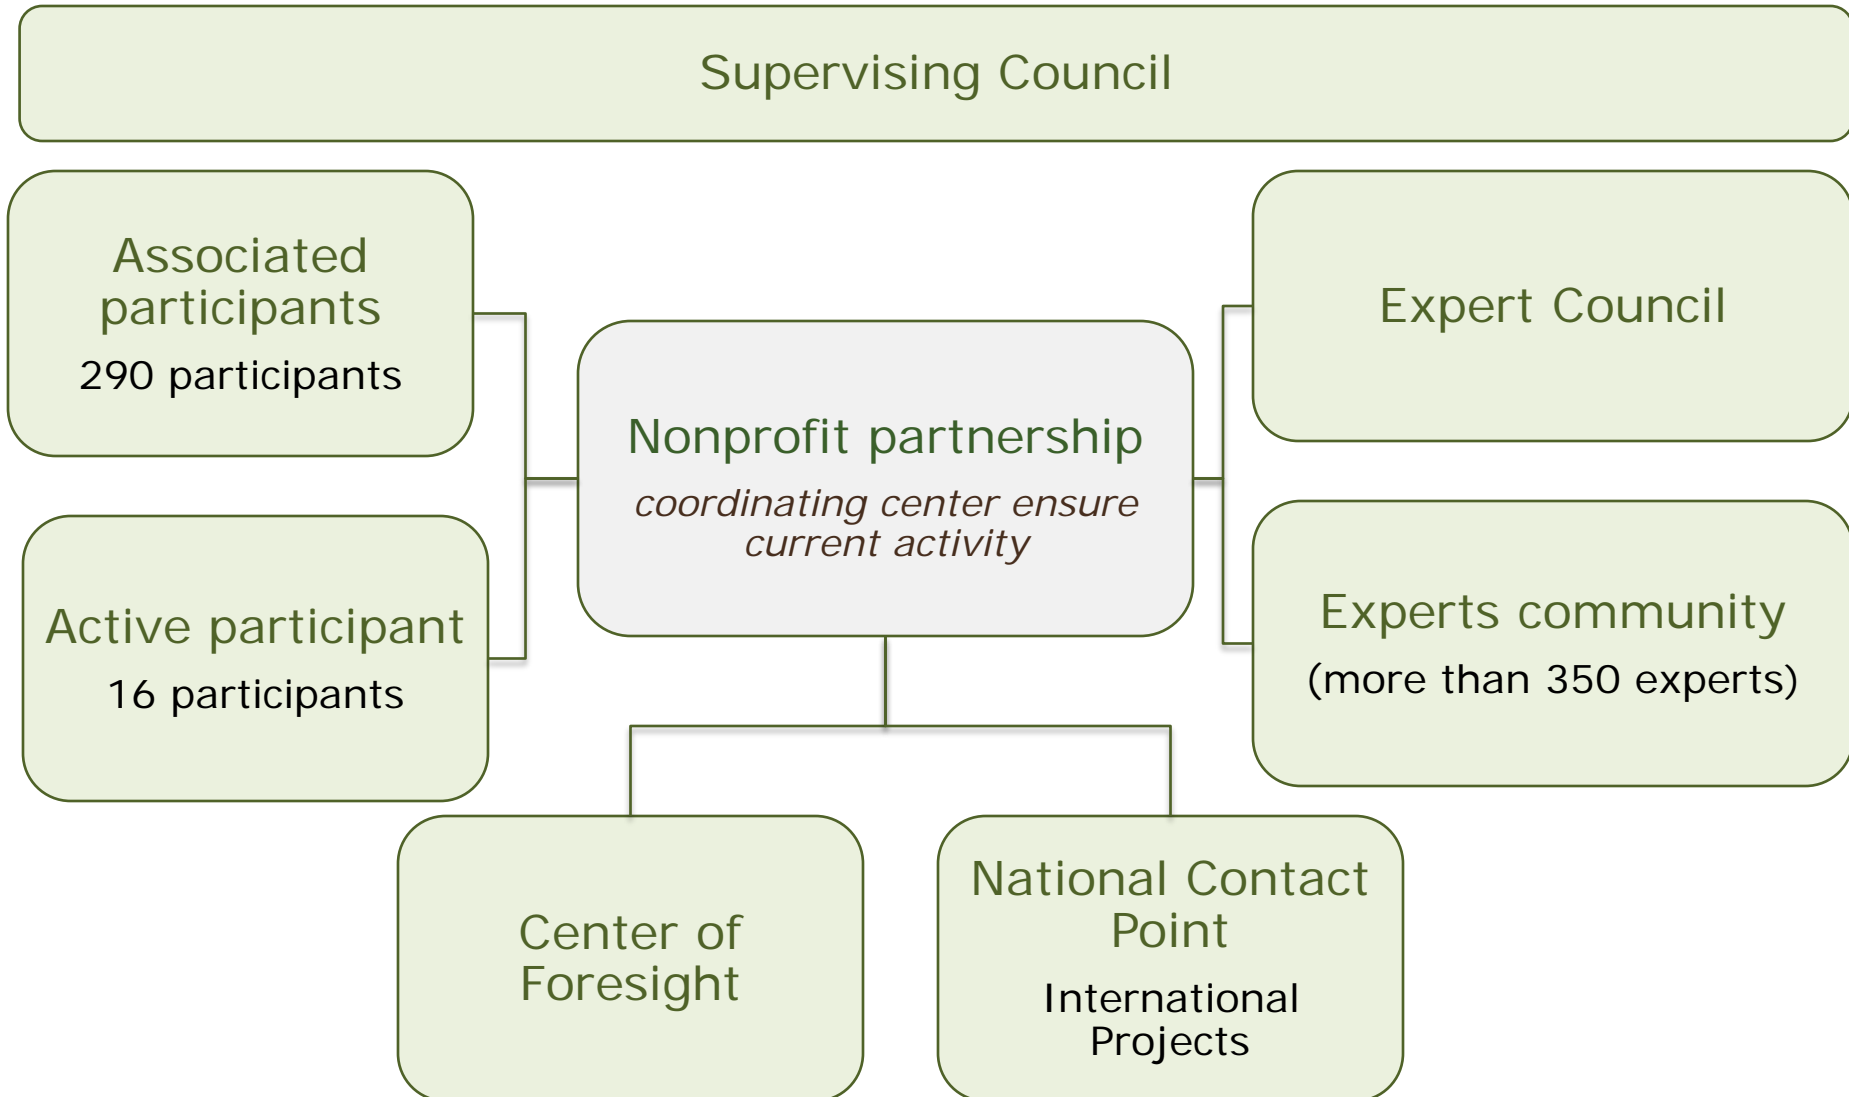 Supervising Council
Associated
participants
290 participants
Expert Council
Nonprofit partnership
coordinating center ensure
current activity
Active participant
16 participants
Experts community
(more than 350 experts)
Center of
Foresight
National Contact
Point
International
Projects